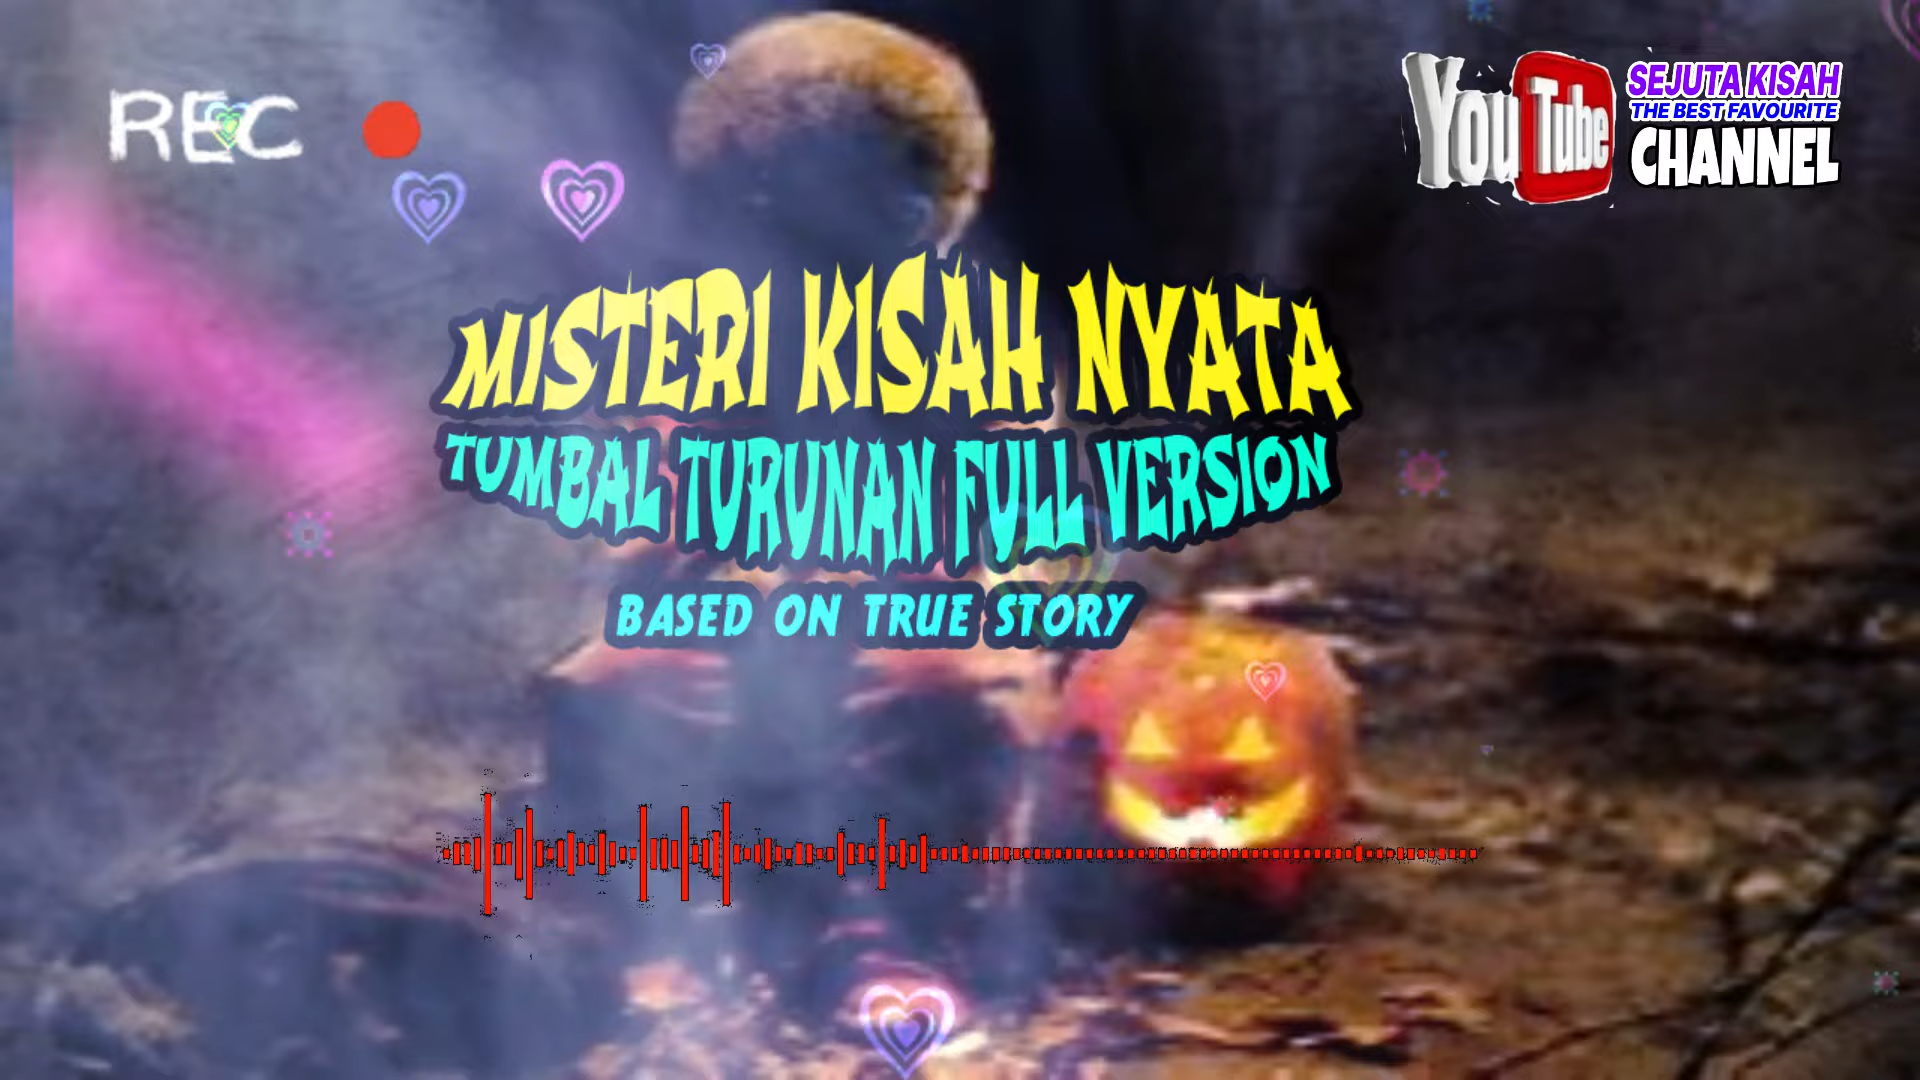 REC
YouTube
SEJUTA KISAH
THE BEST FAVOURITE
CHANNEL
MISTERI KISAH NYATA
TUMBAL TURUNAN FULL VERSION
BASED ON TRUE STORY